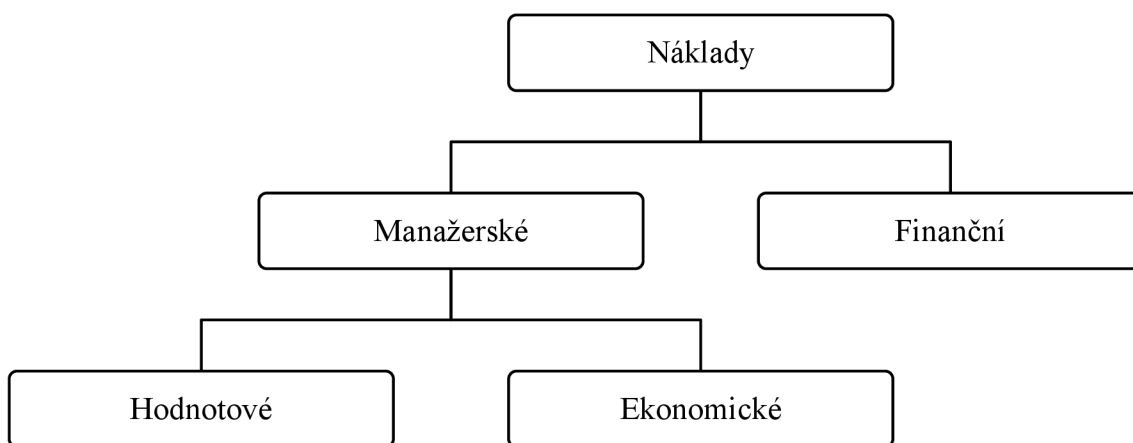 Náklady
Manažerské
Finanční
Hodnotové
Ekonomické